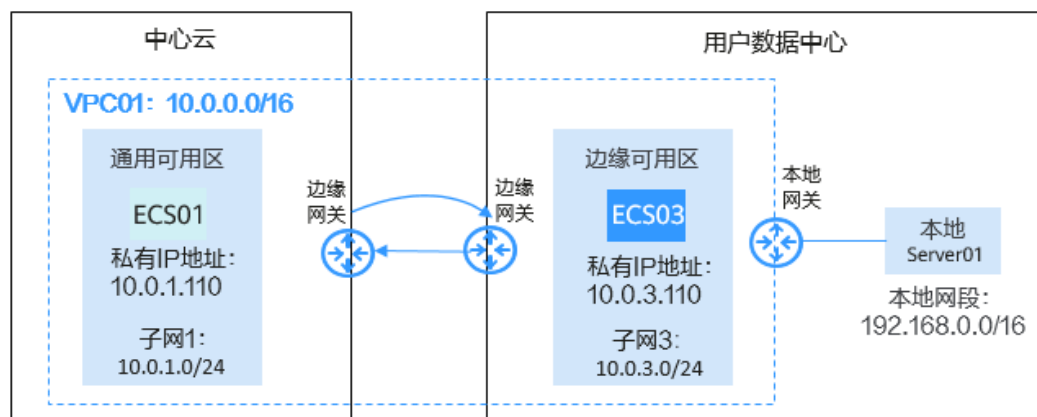 中心云
用户数据中心
VPC01: 10.0.0.0/16
通用可用区
ECS01
私有IP地址:
10.0.1.110
子网1:
10.0.1.0/24
边缘
网关
边缘
网关
边缘可用区
ECS03
私有IP地址:
10.0.3.110
子网3:
10.0.3.0/24
本地
网关
本地
Server01
本地网段:
192.168.0.0/16